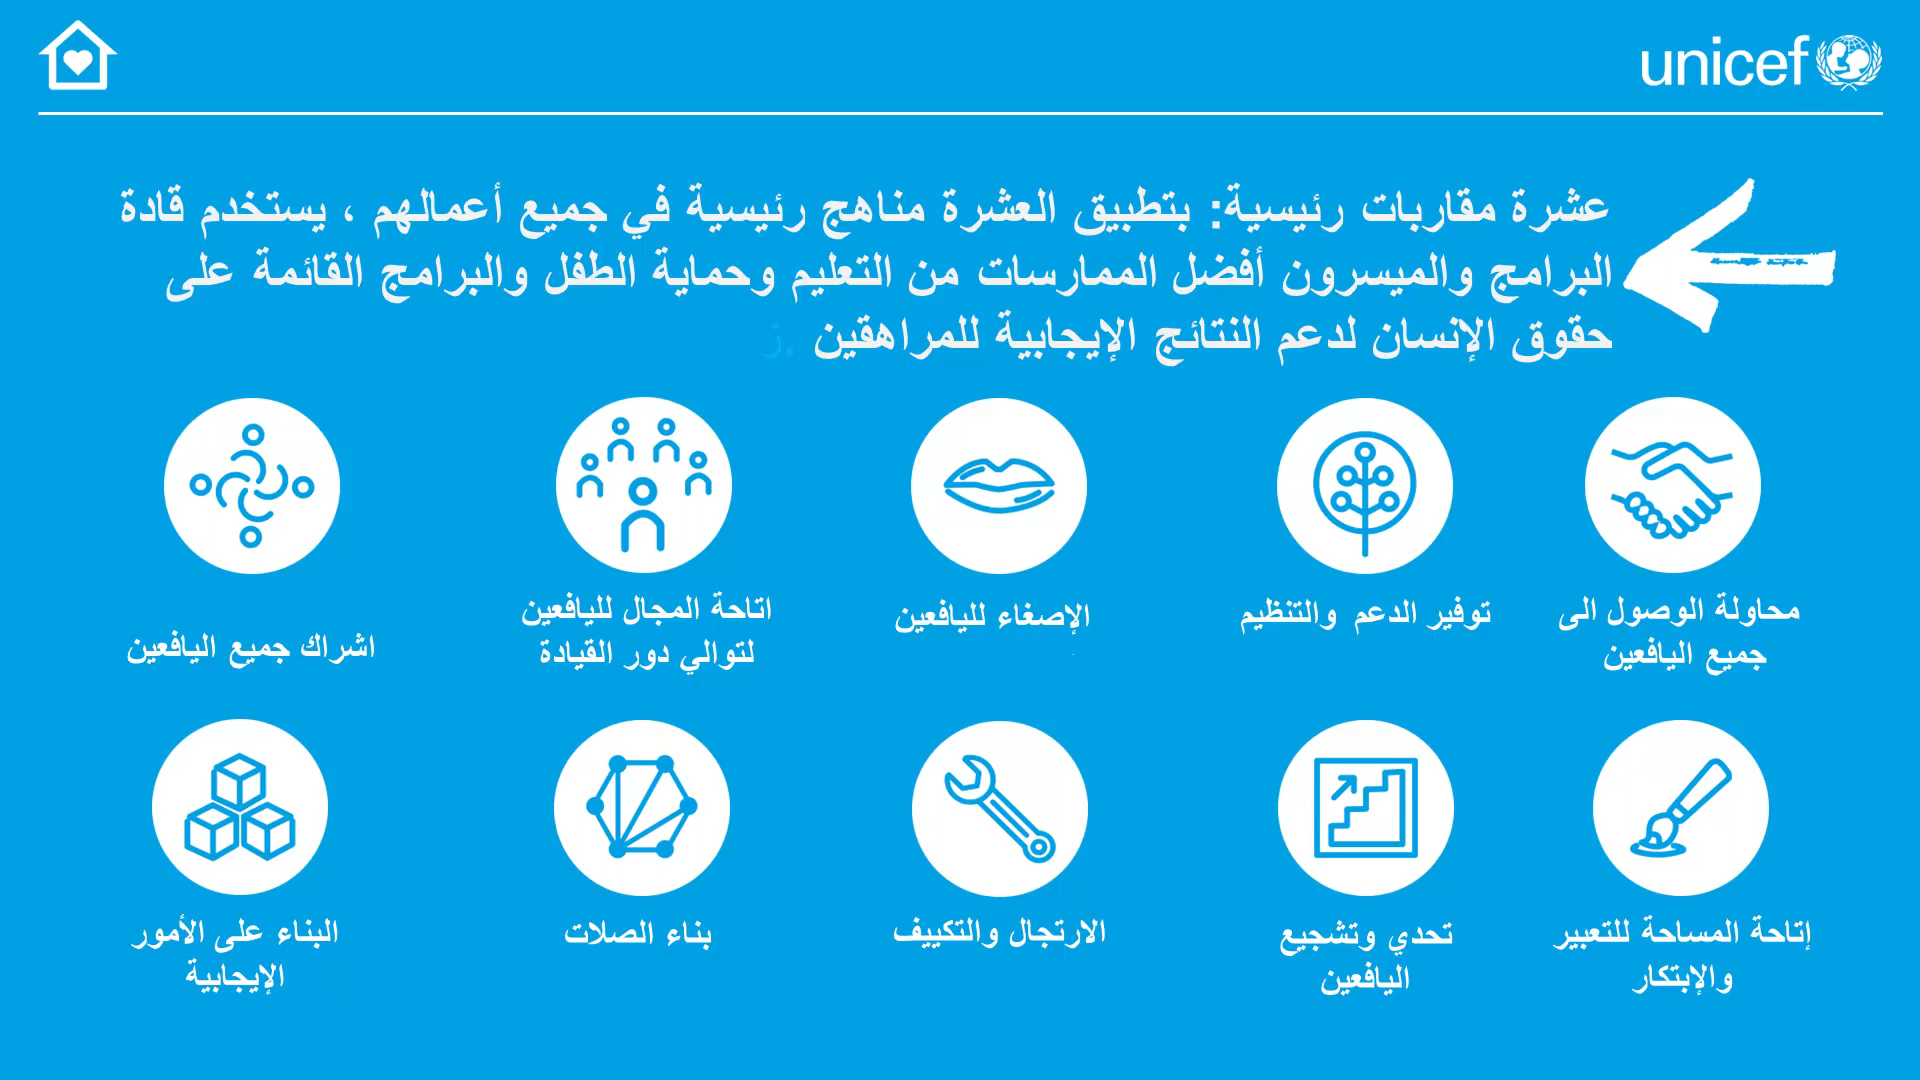 unicef
عشرة مقاربات رئيسية: بتطبيق العشرة مناهج رئيسية في جميع أعمالهم ، يستخدم قادة
البرامج والميسرون أفضل الممارسات من التعليم وحماية الطفل والبرامج القائمة على
حقوق الإنسان لدعم النتائج الإيجابية للمراهقين .ز
محاولة الوصول الى
جميع اليافعين
توفير الدعم والتنظيم
الإصغاء لليافعين
اتاحة المجال لليافعين
لتوالي دور القيادة
اشراك جميع اليافعين
إتاحة المساحة للتعبير
والإبتكار
تحدي وتشجيع
اليافعين
الارتجال والتكييف
بناء الصلات
البناء على الأمور
الإيجابية